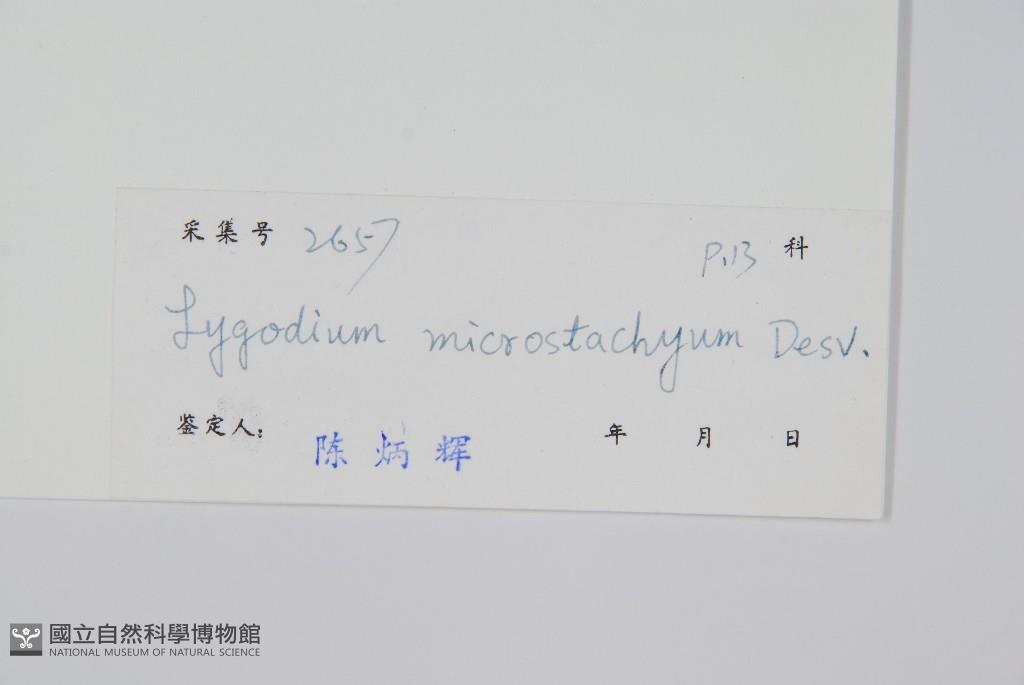 采集号 2657 P.13 科
Lygodium microstachyum Desv.
鉴定人： 陈炳辉 年 月 日
國立自然科學博物館
NATIONAL MUSEUM OF NATURAL SCIENCE